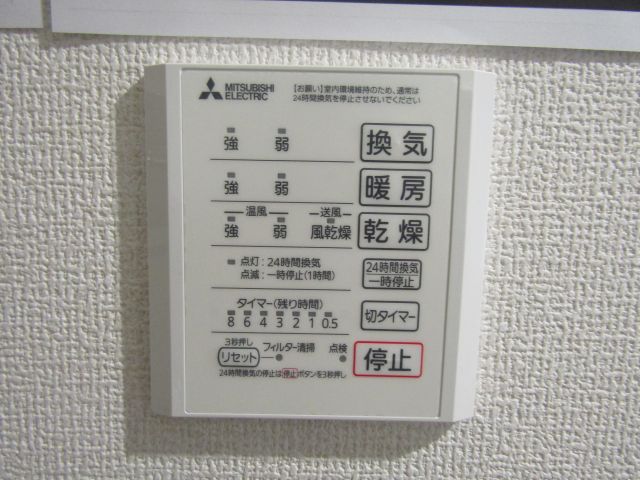 MITSUBISHI
ELECTRIC
【お願い】室内環境維持のため、通常は
24時間換気を停止させないでください
強 弱 換気
強 弱 暖房
温風 送風
強 弱 風乾燥 乾燥
点灯：24時間換気
点滅：一時停止(1時間)
24時間換気
一時停止
タイマー(残り時間)
8 6 4 3 2 1 0.5
切タイマー
3秒押し
リセット フィルター清掃 点検
停止
24時間換気の停止は停止ボタンを3秒押し